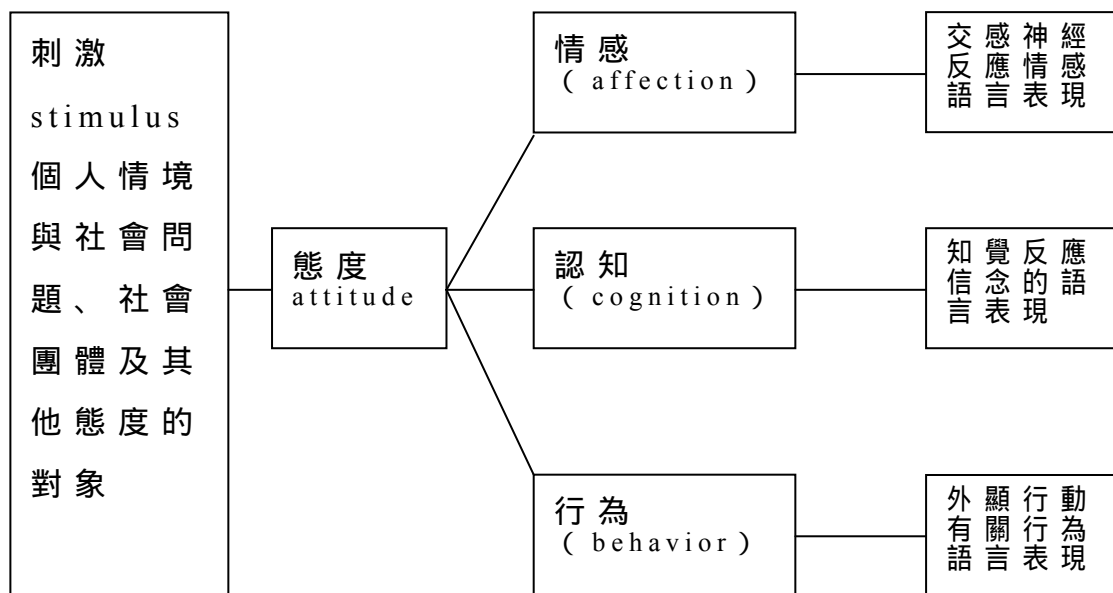 刺激
stimulus
個人情境
與社會問
題、社會
團體及其
他態度的
對象
態度
attitude
情感
（affection）
交感神經
反應情感
語言表現
認知
（cognition）
知覺反應
信念的語
言表現
行為
（behavior）
外顯行動
有關行為
語言表現